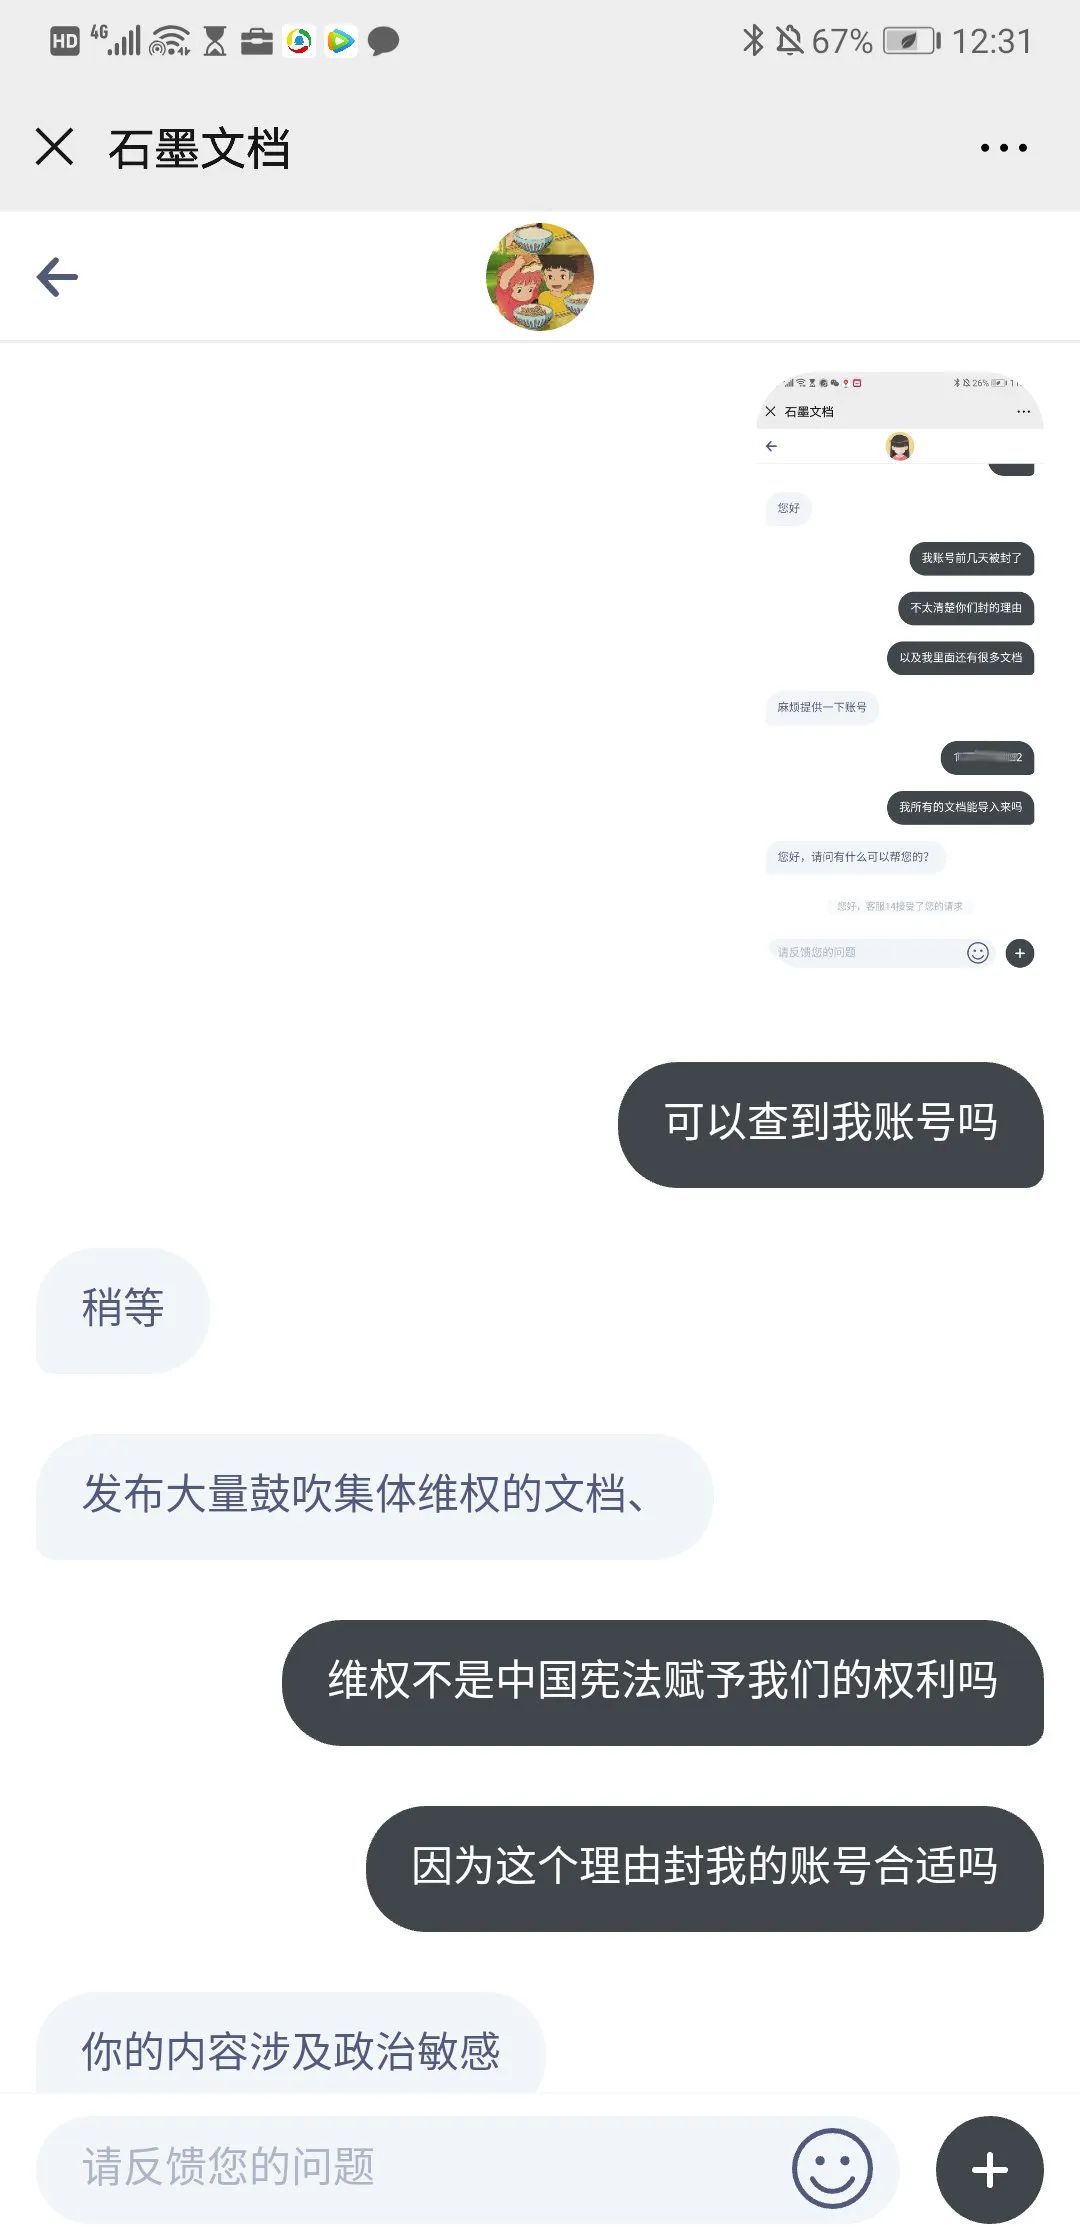 HD 4G 67% 12:31
石墨文档
26%
石墨文档
您好
我账号前几天被封了
不太清楚你们封的理由
以及我里面还有很多文档
麻烦提供一下账号
我所有的文档能导入来吗
您好，请问有什么可以帮您的？
您好，客服14接受了您的请求
请反馈您的问题
可以查到我账号吗
稍等
发布大量鼓吹集体维权的文档、
维权不是中国宪法赋予我们的权利吗
因为这个理由封我的账号合适吗
你的内容涉及政治敏感
请反馈您的问题